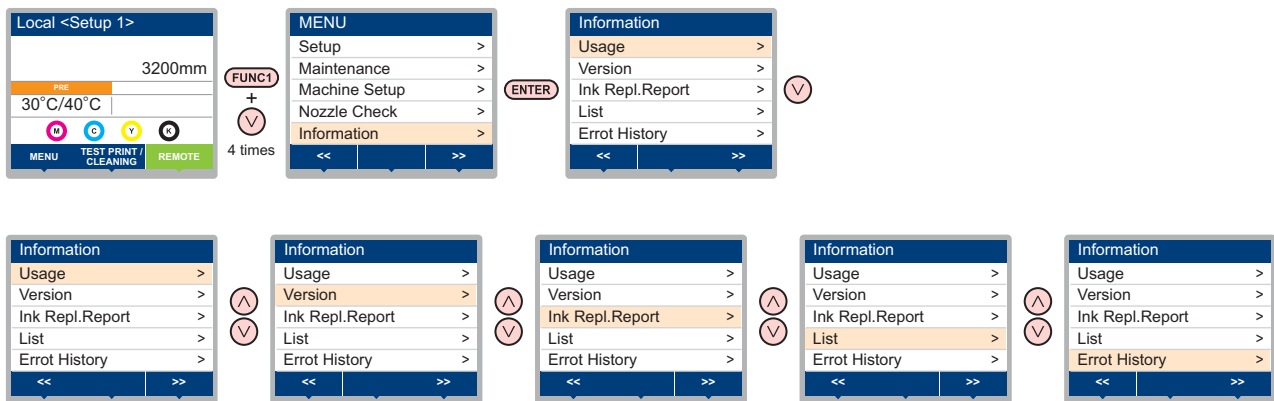 Local <Setup 1>
3200mm
PRE
30°C/40°C
M C Y K
MENU
TEST PRINT /
CLEANING
REMOTE
FUNC1
+
4 times
MENU
Setup >
Maintenance >
Machine Setup >
Nozzle Check >
Information >
<< >>
ENTER
Information
Usage >
Version >
Ink Repl.Report >
List >
Errot History >
<< >>
Information
Usage >
Version >
Ink Repl.Report >
List >
Errot History >
<< >>
Information
Usage >
Version >
Ink Repl.Report >
List >
Errot History >
<< >>
Information
Usage >
Version >
Ink Repl.Report >
List >
Errot History >
<< >>
Information
Usage >
Version >
Ink Repl.Report >
List >
Errot History >
<< >>
Information
Usage >
Version >
Ink Repl.Report >
List >
Errot History >
<< >>